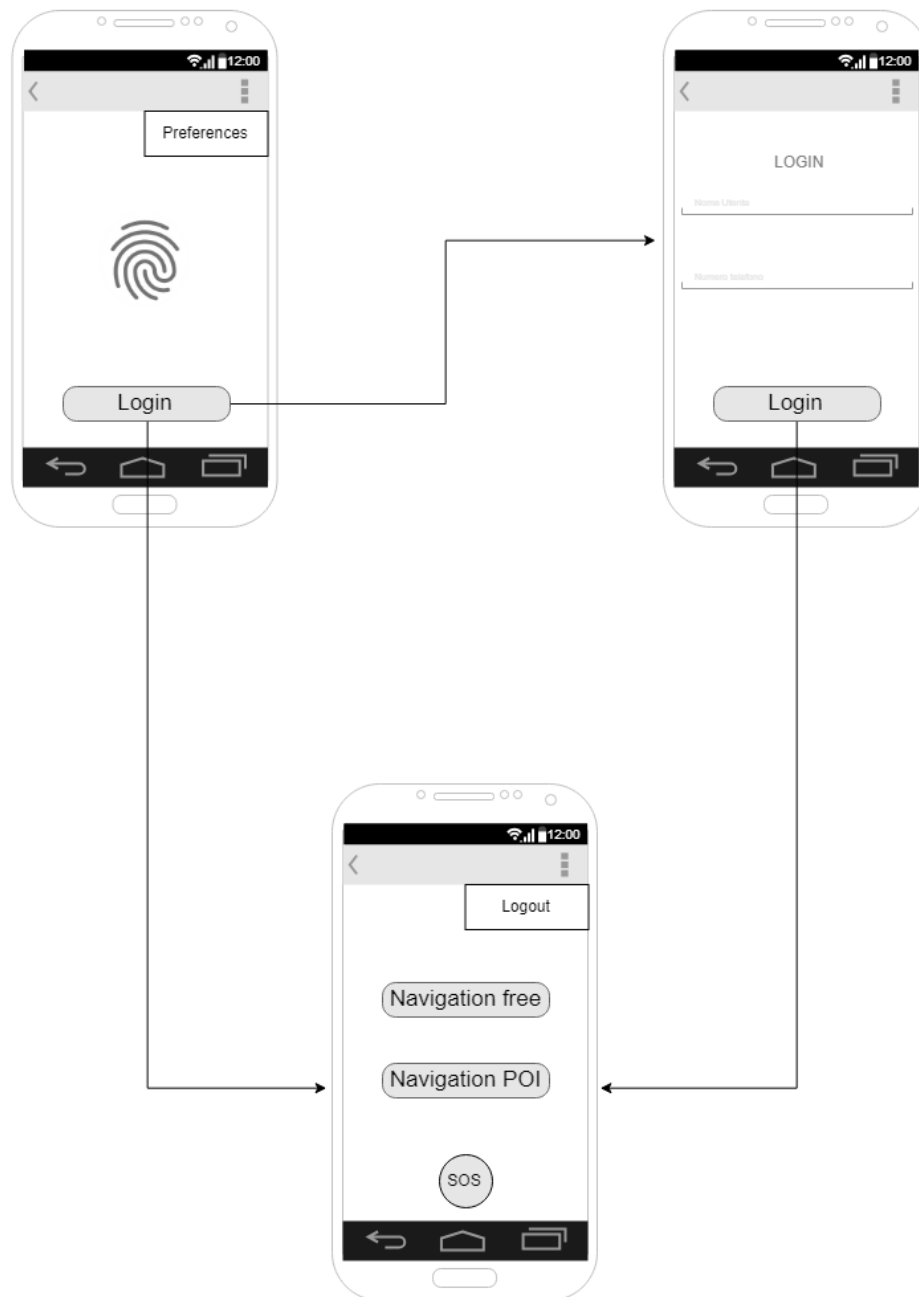 12:00
Preferences
Login
12:00
LOGIN
Nome Utente
Numero telefono
Login
12:00
Logout
Navigation free
Navigation POI
SOS